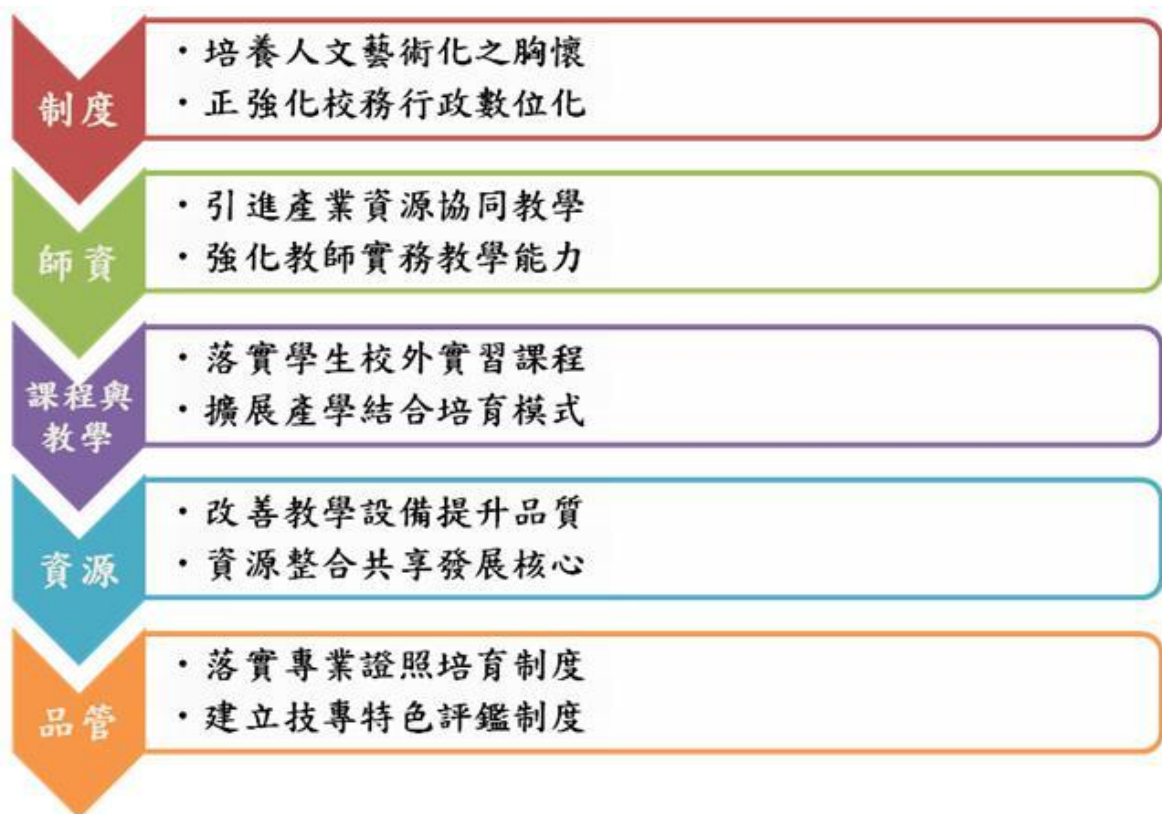 制度
・培養人文藝術化之胸懷
・正強化校務行政數位化
師資
・引進產業資源協同教學
・強化教師實務教學能力
課程與
教學
・落實學生校外實習課程
・擴展產學結合培育模式
資源
・改善教學設備提升品質
・資源整合共享發展核心
品管
・落實專業證照培育制度
・建立技專特色評鑑制度